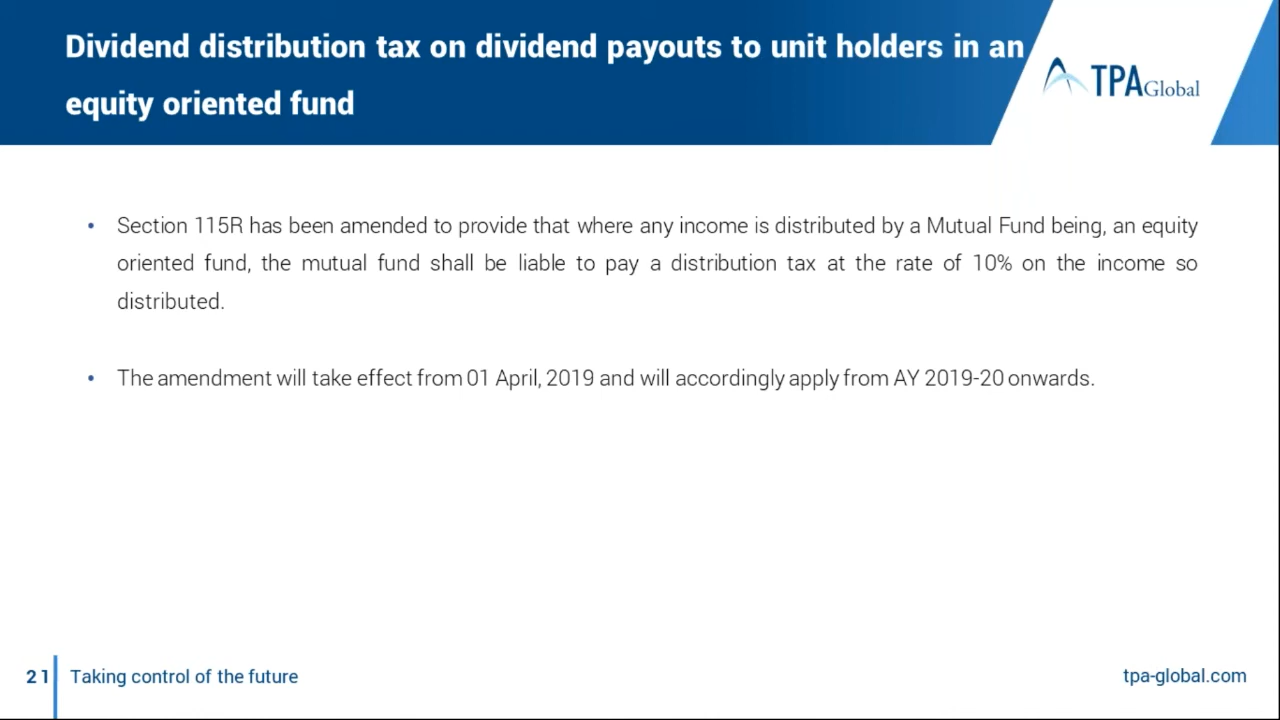 Dividend distribution tax on dividend payouts to unit holders in an
equity oriented fund
TPAGlobal
• Section 115R has been amended to provide that where any income is distributed by a Mutual Fund being, an equity
oriented fund, the mutual fund shall be liable to pay a distribution tax at the rate of 10% on the income so
distributed.
• The amendment will take effect from 01 April, 2019 and will accordingly apply from AY 2019-20 onwards.
21 Taking control of the future
tpa-global.com